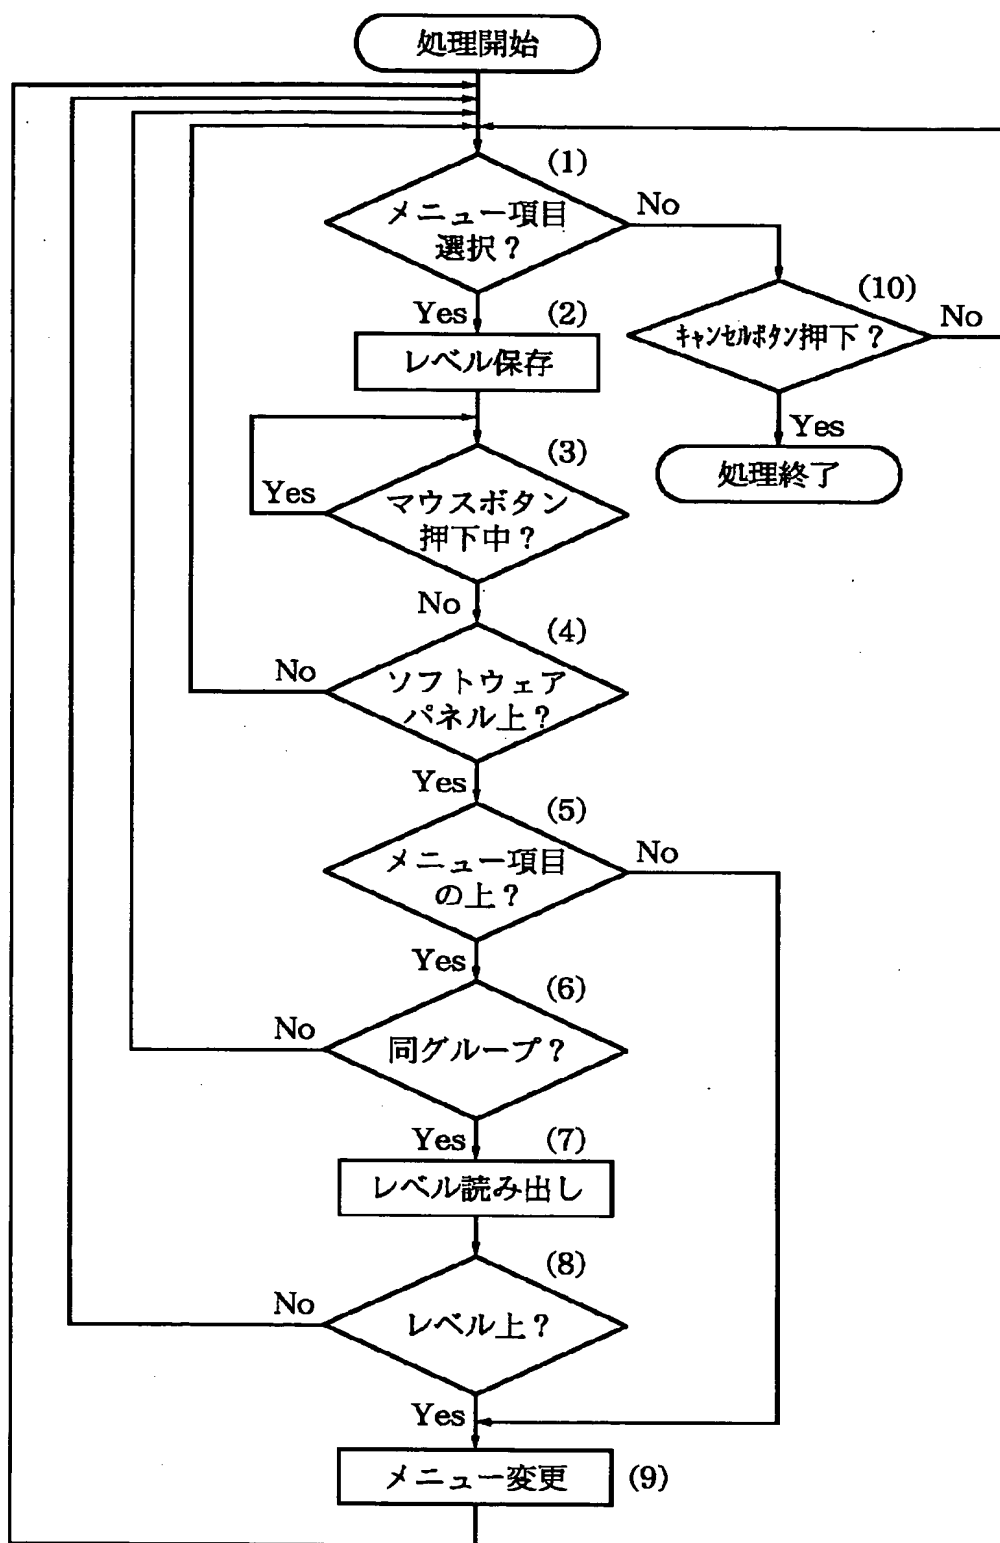 処理開始
(1)
メニュー項目
選択？
No
Yes
(2)
レベル保存
(10)
キャンセルボタン押下？
No
Yes
処理終了
(3)
マウスボタン
押下中？
Yes
No
(4)
ソフトウェア
パネル上？
No
Yes
(5)
メニュー項目
の上？
No
Yes
(6)
同グループ？
No
Yes
(7)
レベル読み出し
(8)
レベル上？
No
Yes
メニュー変更
(9)